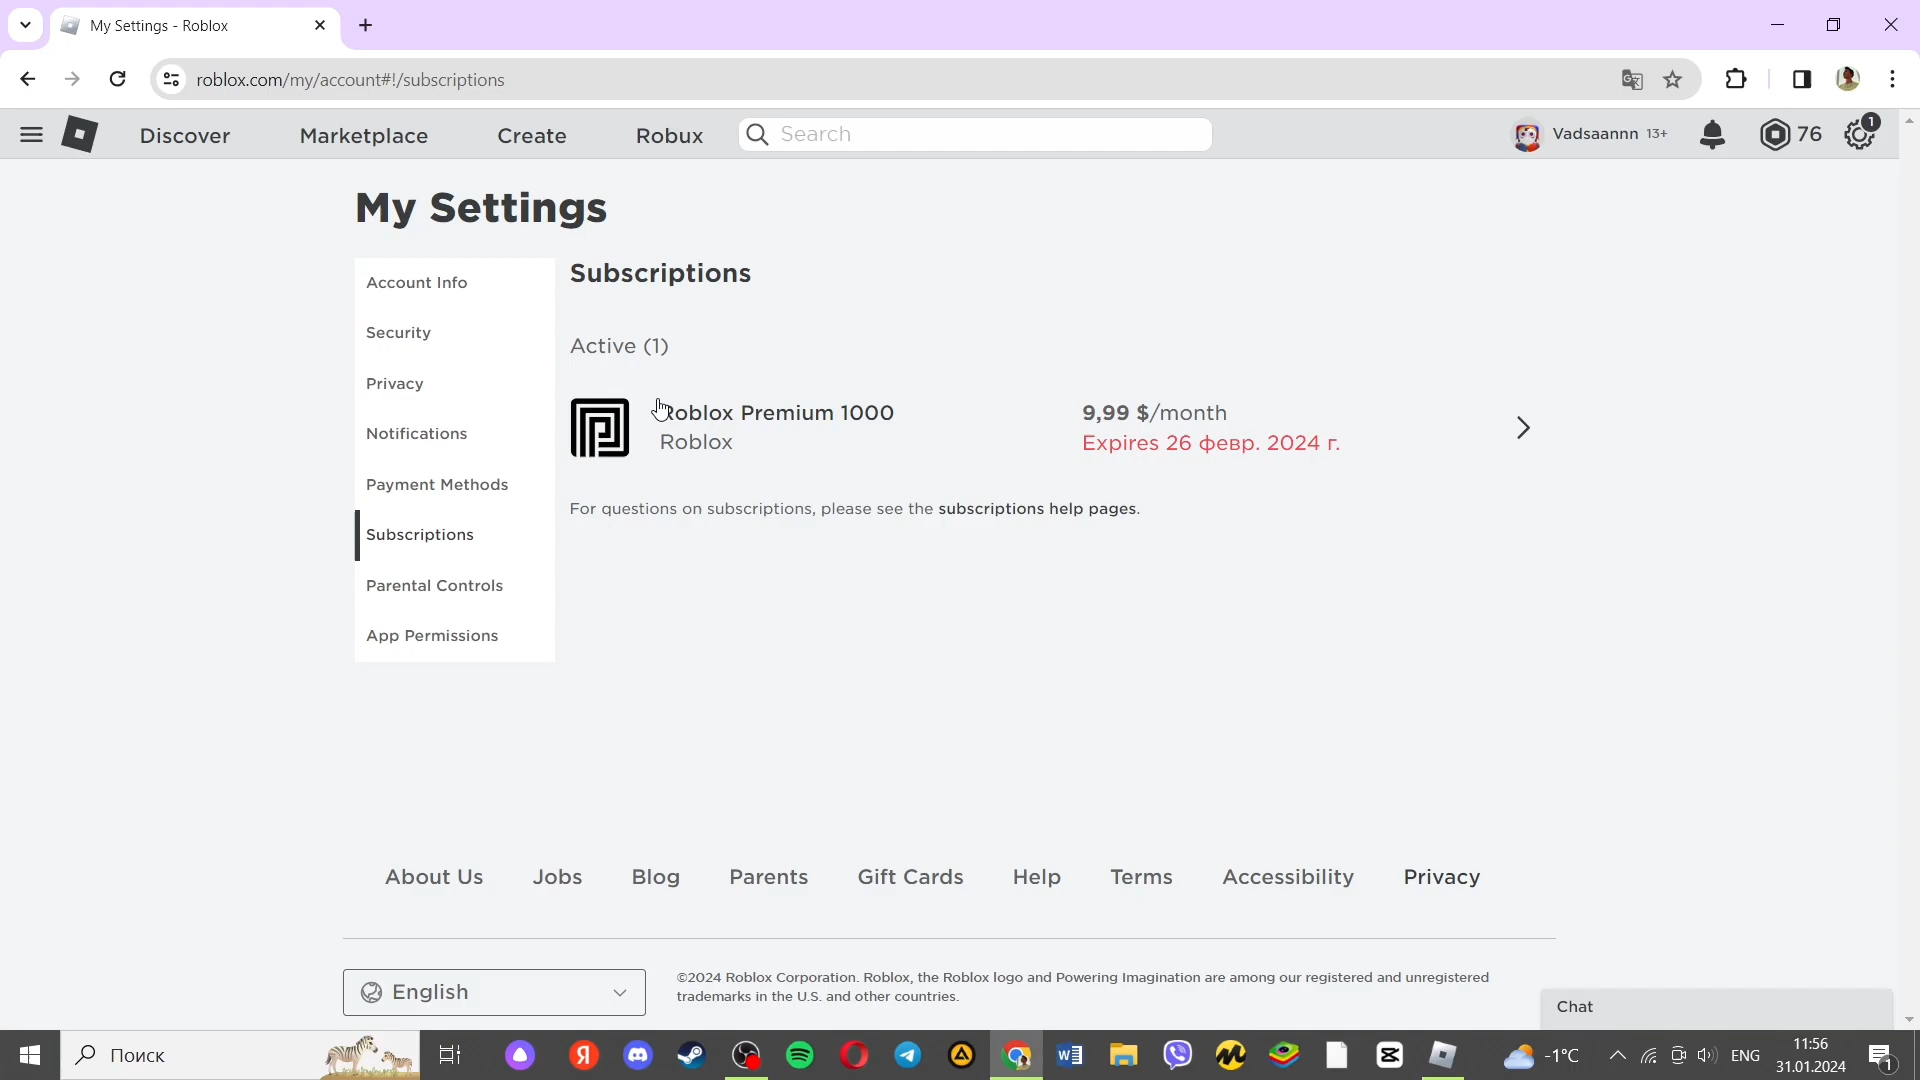 My Settings - Roblox
roblox.com/my/account#!/subscriptions
Discover
Marketplace
Create
Robux
Search
Vadsaannn 13+
76
1
My Settings
Account Info
Security
Privacy
Notifications
Payment Methods
Subscriptions
Parental Controls
App Permissions
Subscriptions
Active (1)
Roblox Premium 1000
Roblox
9,99 $/month
Expires 26 февр. 2024 г.
For questions on subscriptions, please see the subscriptions help pages.
About Us
Jobs
Blog
Parents
Gift Cards
Help
Terms
Accessibility
Privacy
English
©2024 Roblox Corporation. Roblox, the Roblox logo and Powering Imagination are among our registered and unregistered
trademarks in the U.S. and other countries.
Chat
Поиск
-1°C
ENG
11:56
31.01.2024
1